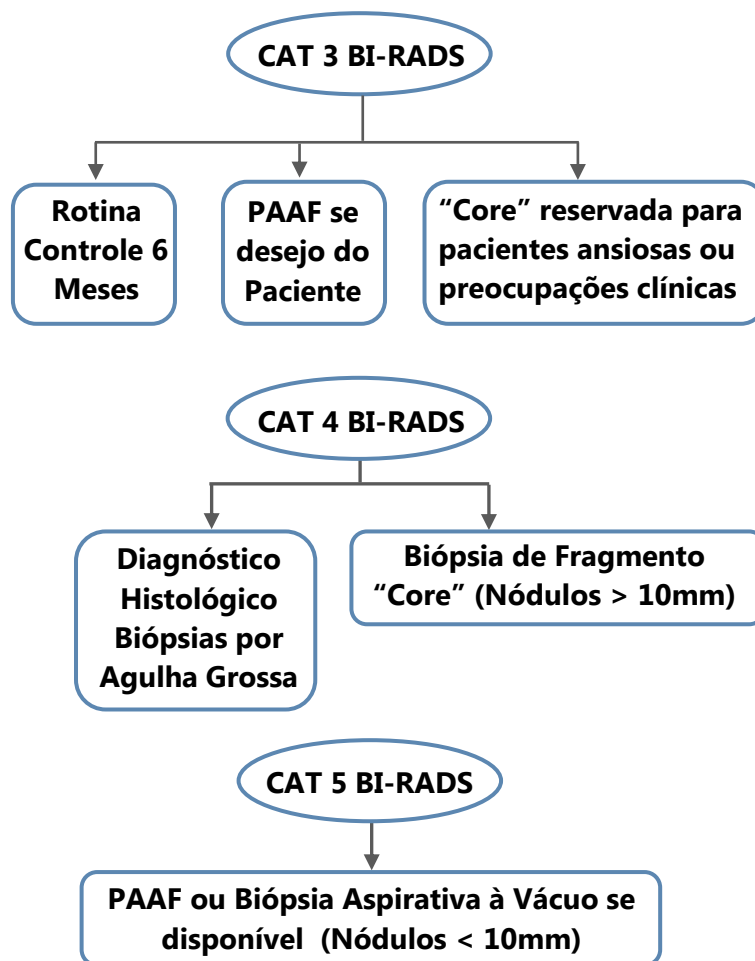 CAT 3 BI-RADS
Rotina
Controle 6
Meses
PAAF se
desejo do
Paciente
“Core” reservada para
pacientes ansiosas ou
preocupações clínicas
CAT 4 BI-RADS
Diagnóstico
Histológico
Biópsias por
Agulha Grossa
Biópsia de Fragmento
“Core” (Nódulos > 10mm)
CAT 5 BI-RADS
PAAF ou Biópsia Aspirativa à Vácuo se
disponível (Nódulos < 10mm)